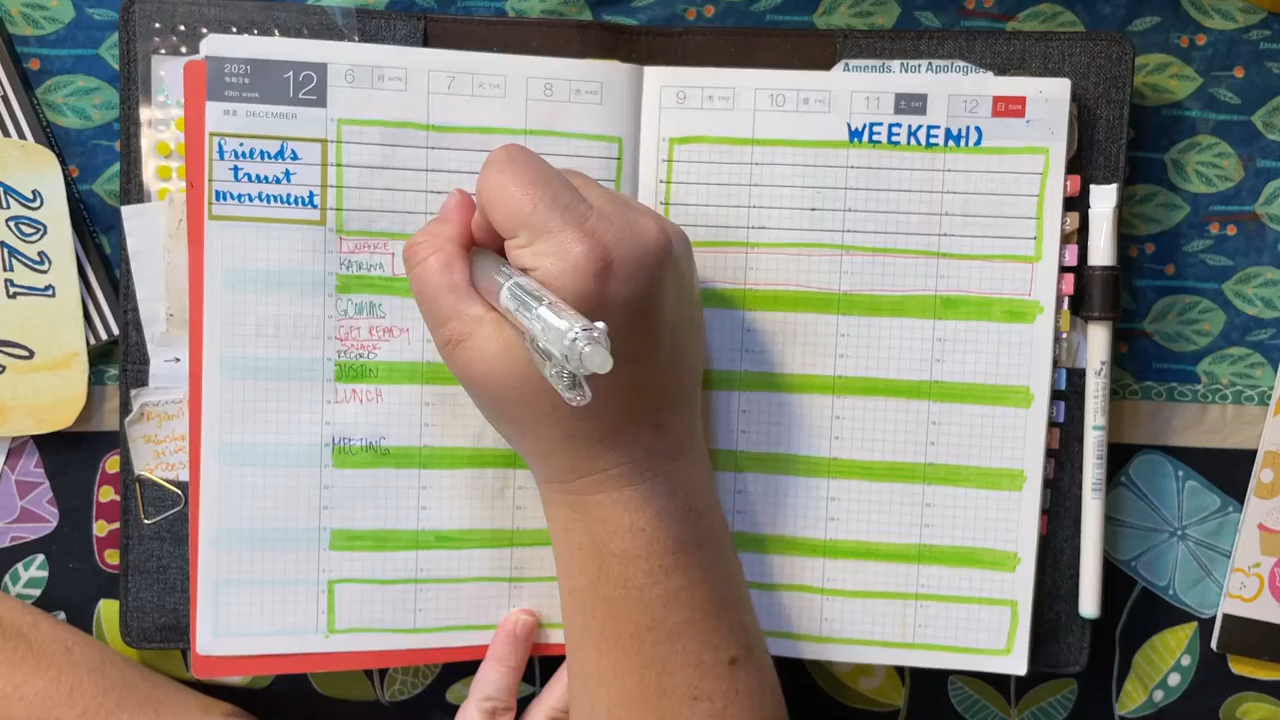 2021
令和3年
49th week
12
師走 DECEMBER
6 月 MON
7 火 TUE
8 水 WED
9 木 THU
10 金 FRI
11 土 SAT
12 日 SUN
Amends. Not Apologies
WEEKEND
friends
trust
movement
WAKE
KATRINA
GComms
GET READY
SNACK
RECORD
JUSTIN
LUNCH
MEETING
2021